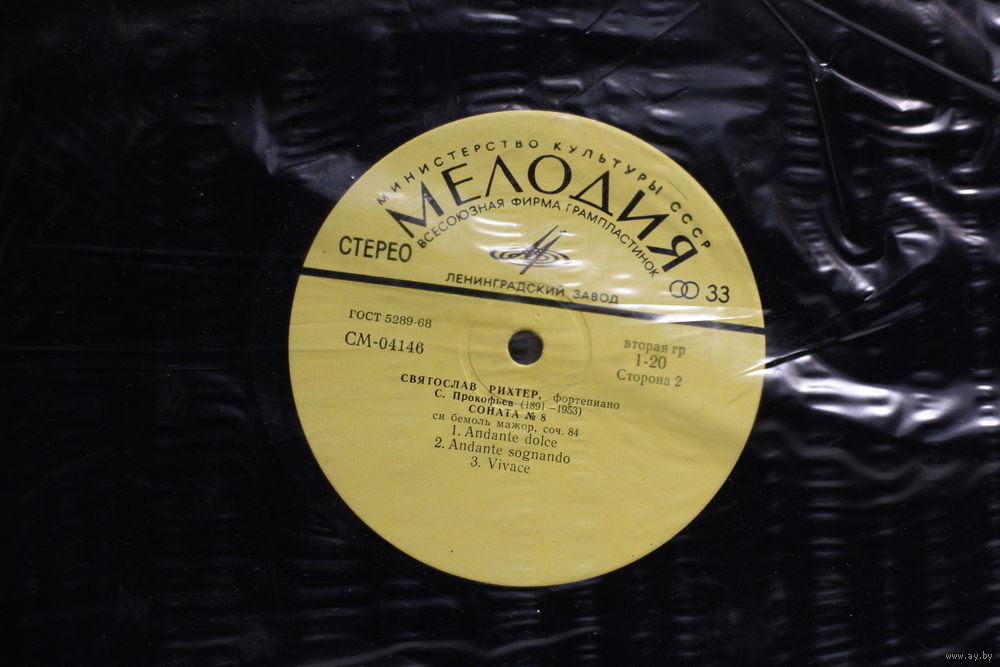 МИНИСТЕРСТВО КУЛЬТУРЫ СССР
МЕЛОДИЯ
ВСЕСОЮЗНАЯ ФИРМА ГРАМПЛАСТИНОК
СТЕРЕО
ЛЕНИНГРАДСКИЙ ЗАВОД
33
ГОСТ 5289-68
СМ-04146
вторая гр
1-20
Сторона 2
СВЯТОСЛАВ РИХТЕР, фортепиано
С. Прокофьев (1891—1953)
СОНАТА № 8
си бемоль мажор, соч. 84
1. Andante dolce
2. Andante sognando
3. Vivace
www.ay.by